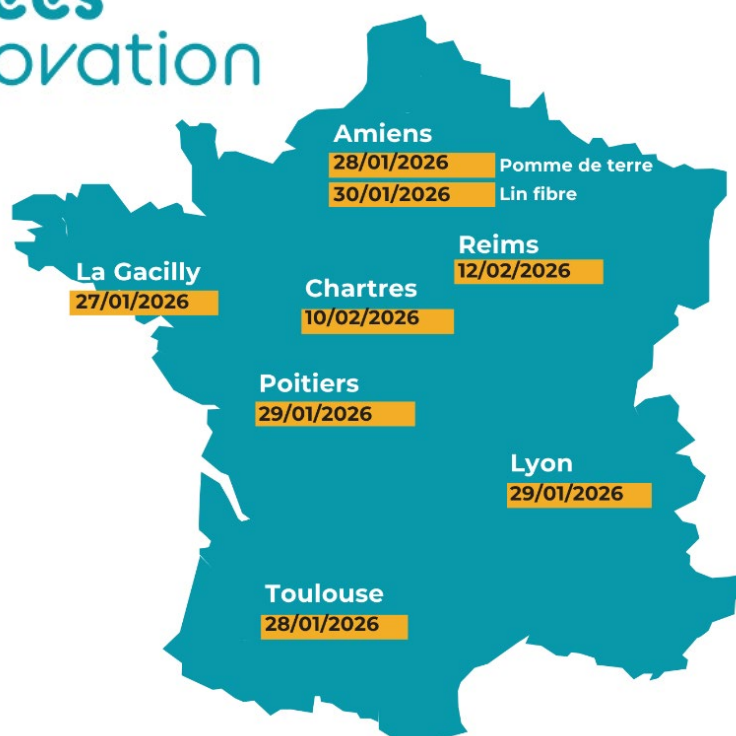 ovation
Amiens
28/01/2026 Pomme de terre
30/01/2026 Lin fibre
Reims
12/02/2026
La Gacilly
27/01/2026
Chartres
10/02/2026
Poitiers
29/01/2026
Lyon
29/01/2026
Toulouse
28/01/2026